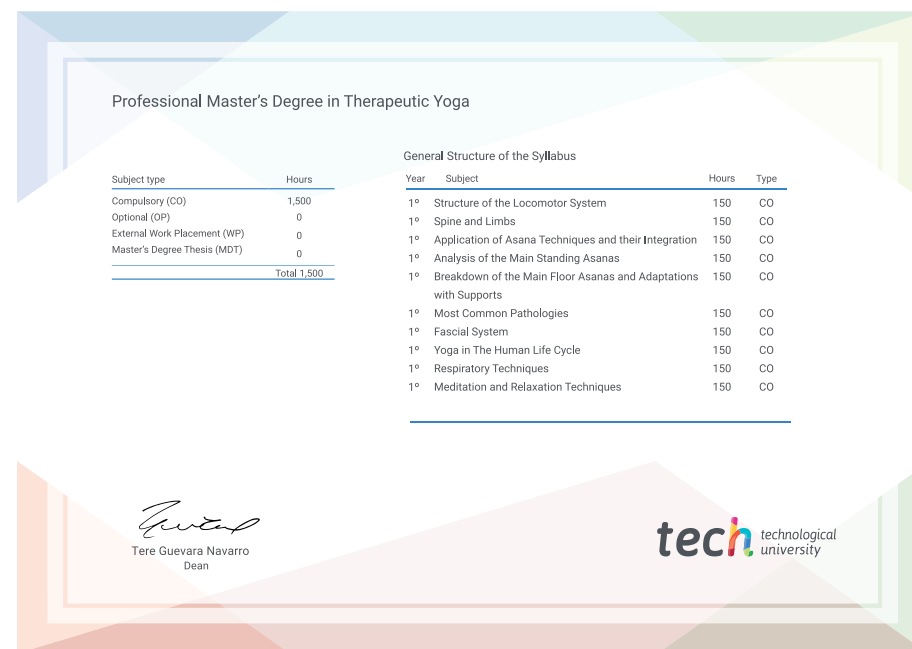 Professional Master's Degree in Therapeutic Yoga
General Structure of the Syllabus
Subject type Hours
Compulsory (CO) 1,500
Optional (OP) 0
External Work Placement (WP) 0
Master's Degree Thesis (MDT) 0
Total 1,500
Year Subject Hours Type
1º Structure of the Locomotor System 150 CO
1º Spine and Limbs 150 CO
1º Application of Asana Techniques and their Integration 150 CO
1º Analysis of the Main Standing Asanas 150 CO
1º Breakdown of the Main Floor Asanas and Adaptations 150 CO
with Supports
1º Most Common Pathologies 150 CO
1º Fascial System 150 CO
1º Yoga in The Human Life Cycle 150 CO
1º Respiratory Techniques 150 CO
1º Meditation and Relaxation Techniques 150 CO
Tere Guevara Navarro
Dean
tech technological
university